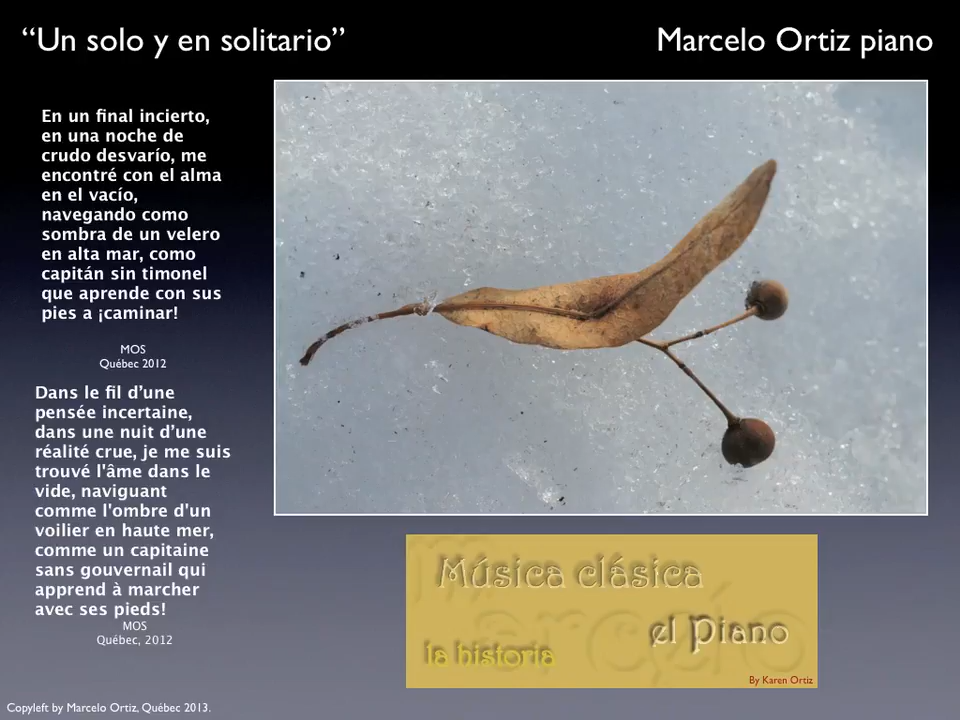 “Un solo y en solitario”
Marcelo Ortiz piano
En un final incierto,
en una noche de
crudo desvarío, me
encontré con el alma
en el vacío,
navegando como
sombra de un velero
en alta mar, como
capitán sin timonel
que aprende con sus
pies a ¡caminar!
MOS
Québec 2012
Dans le fil d’une
pensée incertaine,
dans une nuit d’une
réalité crue, je me suis
trouvé l'âme dans le
vide, naviguant
comme l'ombre d'un
voilier en haute mer,
comme un capitaine
sans gouvernail qui
apprend à marcher
avec ses pieds!
MOS
Québec, 2012
Música clásica
el Piano
la historia
By Karen Ortiz
Copyleft by Marcelo Ortiz, Québec 2013.